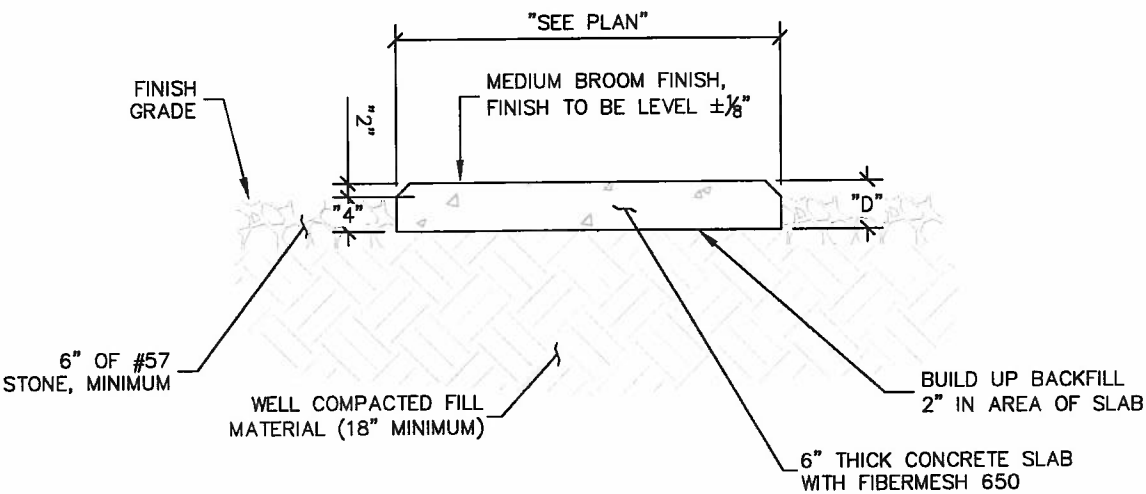 "SEE PLAN"
FINISH
GRADE
MEDIUM BROOM FINISH,
FINISH TO BE LEVEL ±⅛"
"2"
"4"
"D"
6" OF #57
STONE, MINIMUM
WELL COMPACTED FILL
MATERIAL (18" MINIMUM)
BUILD UP BACKFILL
2" IN AREA OF SLAB
6" THICK CONCRETE SLAB
WITH FIBERMESH 650